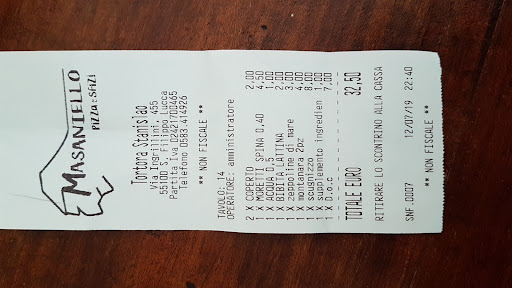 MASANIELLO
PIZZA e SFIZI
Tortora Stanislao
Via Ingrillini, 455
55100 S. Filippo Lucca
Partita Iva 02421700465
Telefono 0583.414926
** NON FISCALE **
TAVOLO: 14
OPERATORE: amministratore
2 X COPERTO 2,00
1 X MORETTI SPINA 0,40 4,50
1 X ACQUA 0.5 1,00
1 X BIBITA LATTINA 2,00
1 X zeppoline di mare 3,00
1 X montanara 2pz 4,00
1 X scugnizzo 8,00
1 X supplemento ingredien 1,00
1 X D.o.c 7,00
TOTALE EURO 32,50
RITIRARE LO SCONTRINO ALLA CASSA
12/07/19 22:40
SNF.:0007
** NON FISCALE **